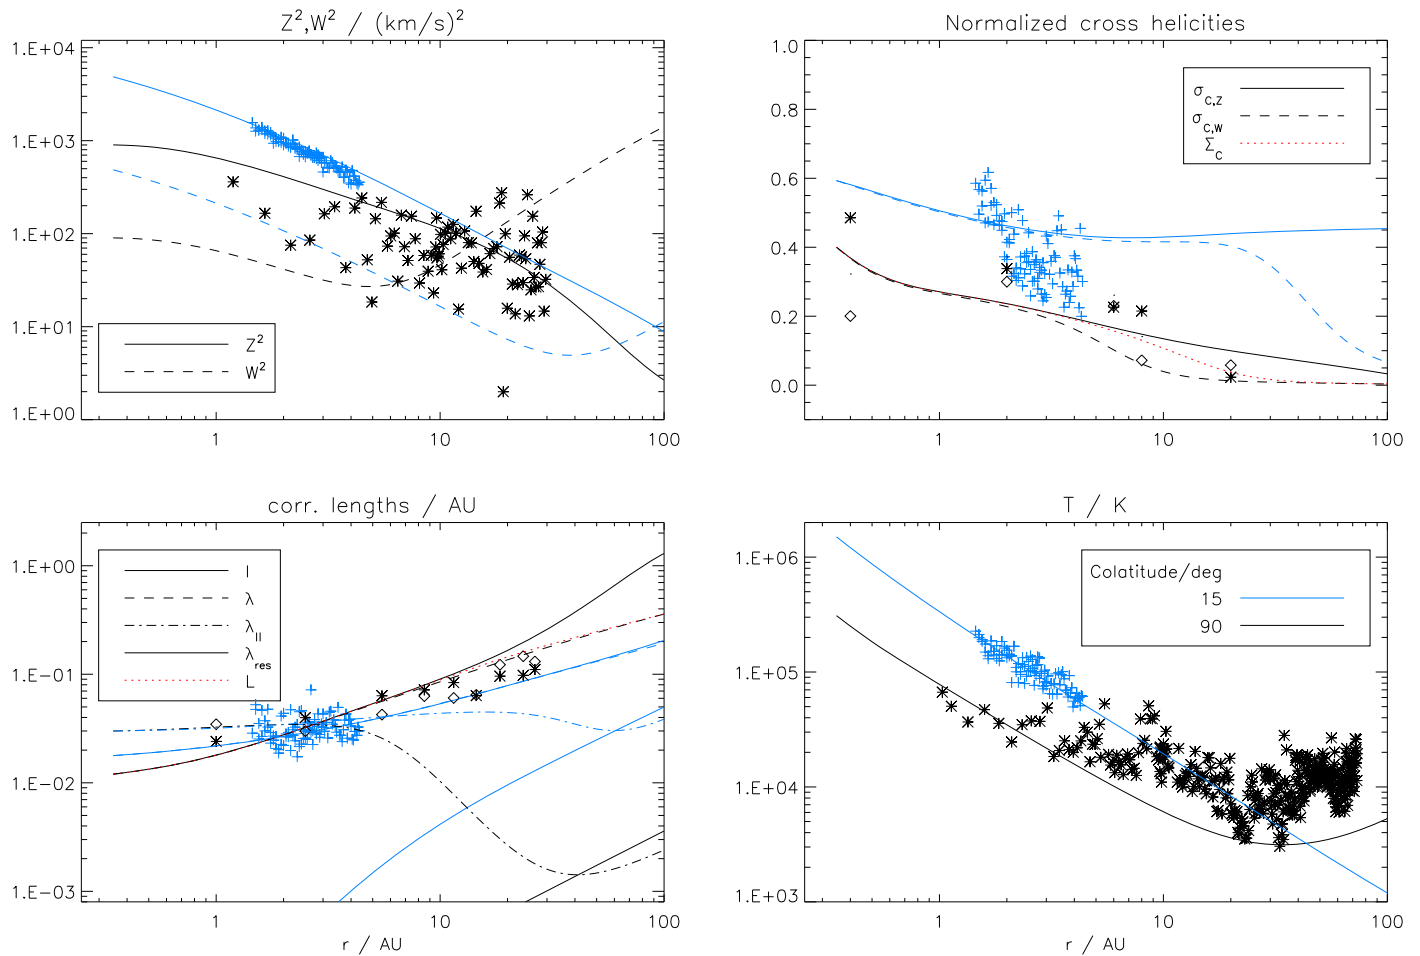 Z²,W² / (km/s)²
1.E+04
1.E+03
1.E+02
1.E+01
1.E+00
Z²
W²
1
10
100
Normalized cross helicities
1.0
0.8
0.6
0.4
0.2
0.0
σc,z
σc,w
Σc
1
10
100
corr. lengths / AU
1.E+00
1.E−01
1.E−02
1.E−03
l
λ
λ||
λres
L
1
10
100
r / AU
T / K
1.E+06
1.E+05
1.E+04
1.E+03
Colatitude/deg
15
90
1
10
100
r / AU